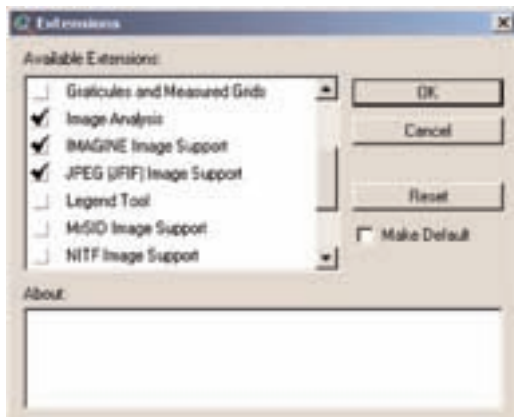 Extensions
Available Extensions:
Graticules and Measured Grids
Image Analysis
IMAGINE Image Support
JPEG (JFIF) Image Support
Legend Tool
MrSID Image Support
NITF Image Support
OK
Cancel
Reset
Make Default
About: